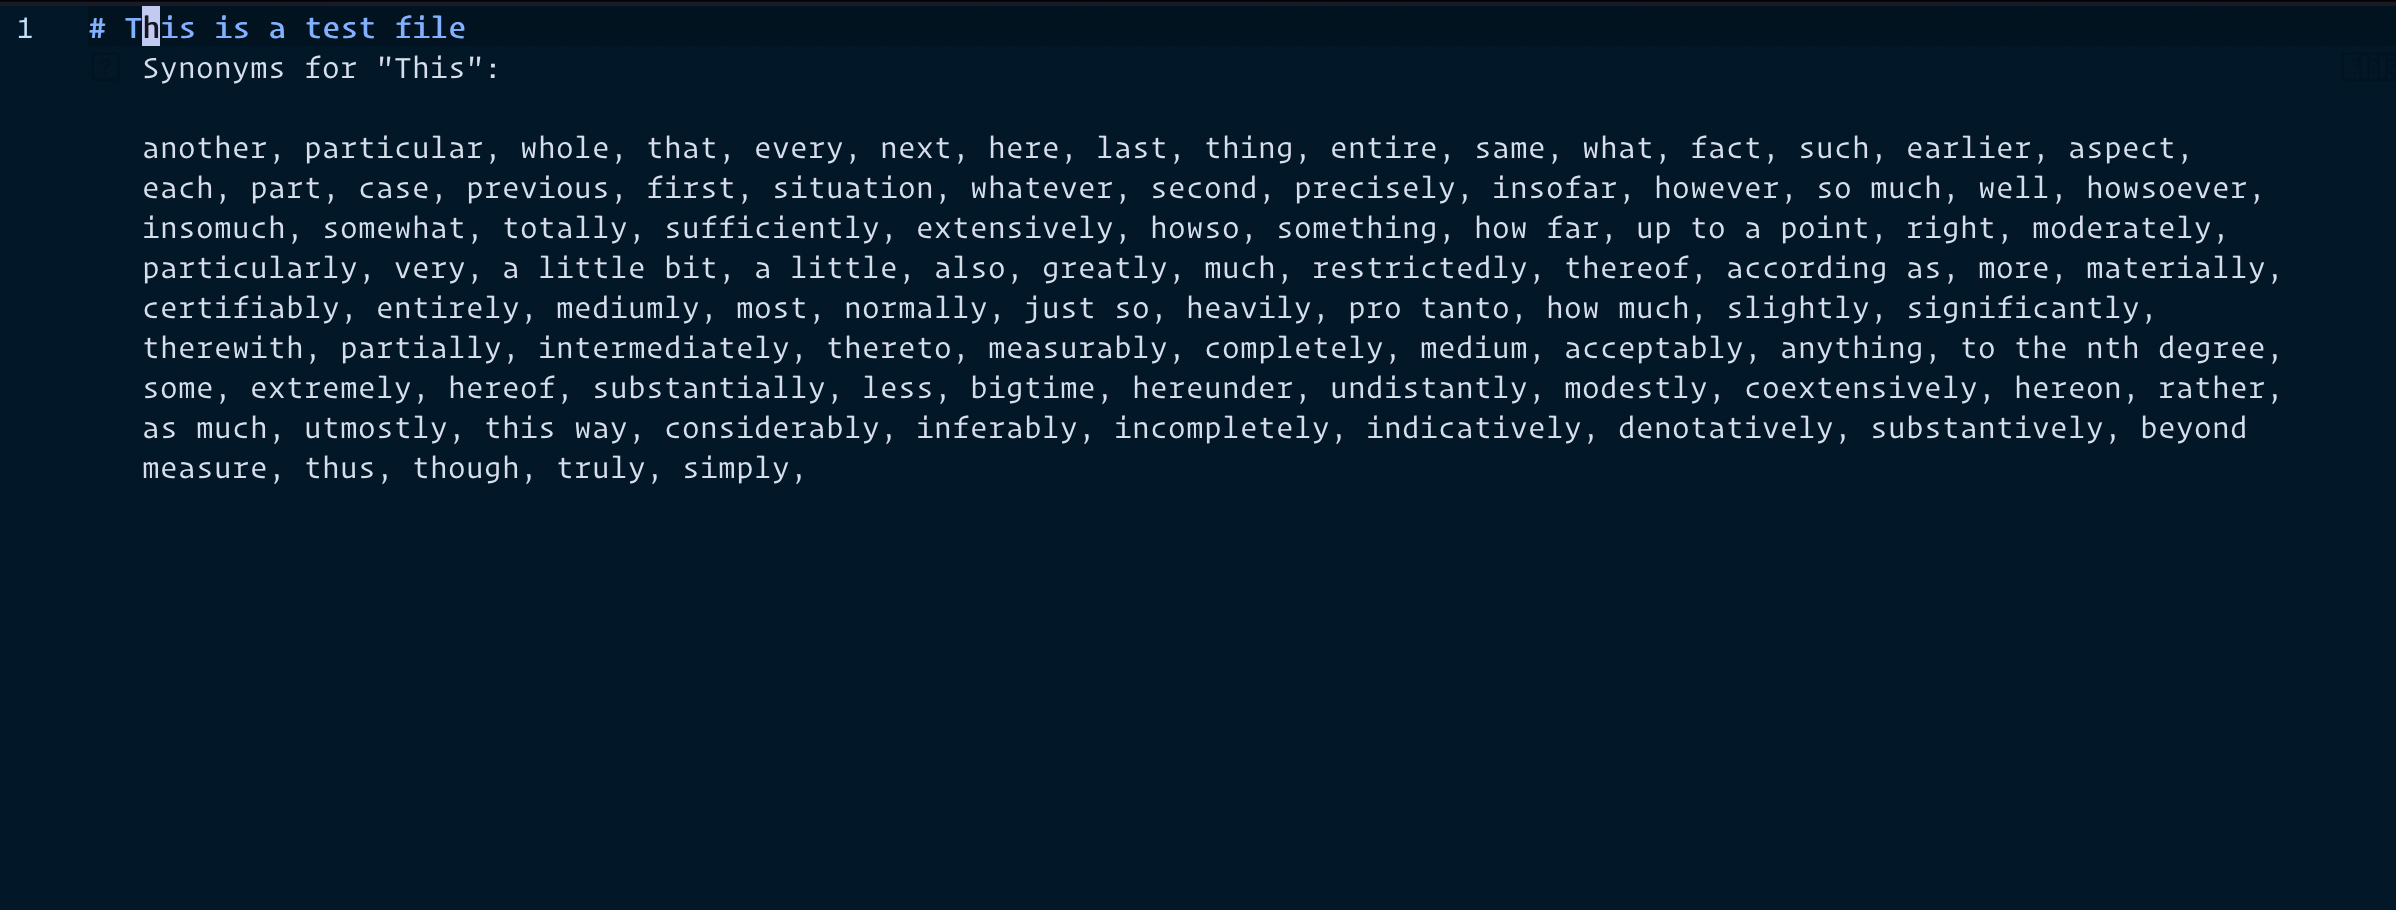 1 # This is a test file
Synonyms for "This":
another, particular, whole, that, every, next, here, last, thing, entire, same, what, fact, such, earlier, aspect,
each, part, case, previous, first, situation, whatever, second, precisely, insofar, however, so much, well, howsoever,
insomuch, somewhat, totally, sufficiently, extensively, howso, something, how far, up to a point, right, moderately,
particularly, very, a little bit, a little, also, greatly, much, restrictedly, thereof, according as, more, materially,
certifiably, entirely, mediumly, most, normally, just so, heavily, pro tanto, how much, slightly, significantly,
therewith, partially, intermediately, thereto, measurably, completely, medium, acceptably, anything, to the nth degree,
some, extremely, hereof, substantially, less, bigtime, hereunder, undistantly, modestly, coextensively, hereon, rather,
as much, utmostly, this way, considerably, inferably, incompletely, indicatively, denotatively, substantively, beyond
measure, thus, though, truly, simply,